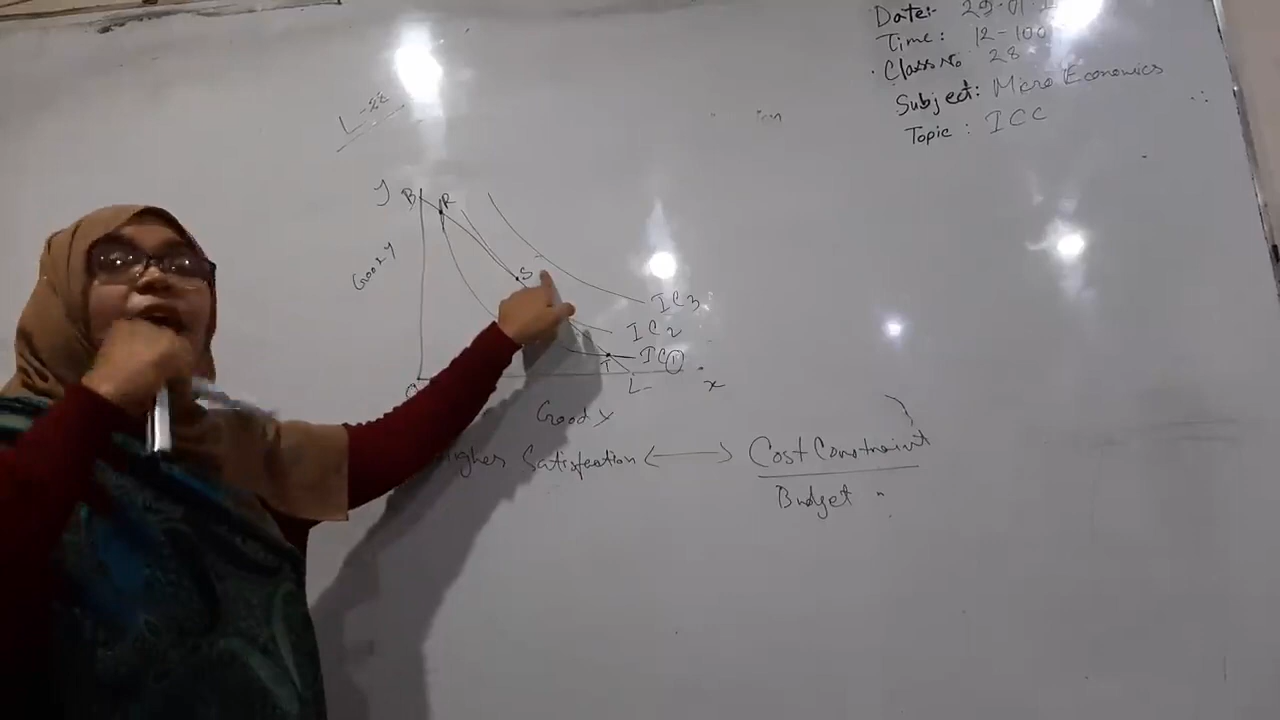 Date:- 29.01
Time: 12-100
Class No 28
Subject: Micro Economics
Topic: ICC
y
B
R
Good y
S
IC3
IC2
IC1
T
L
x
Good x
Higher Satisfaction <—> Cost Constraint
Budget "